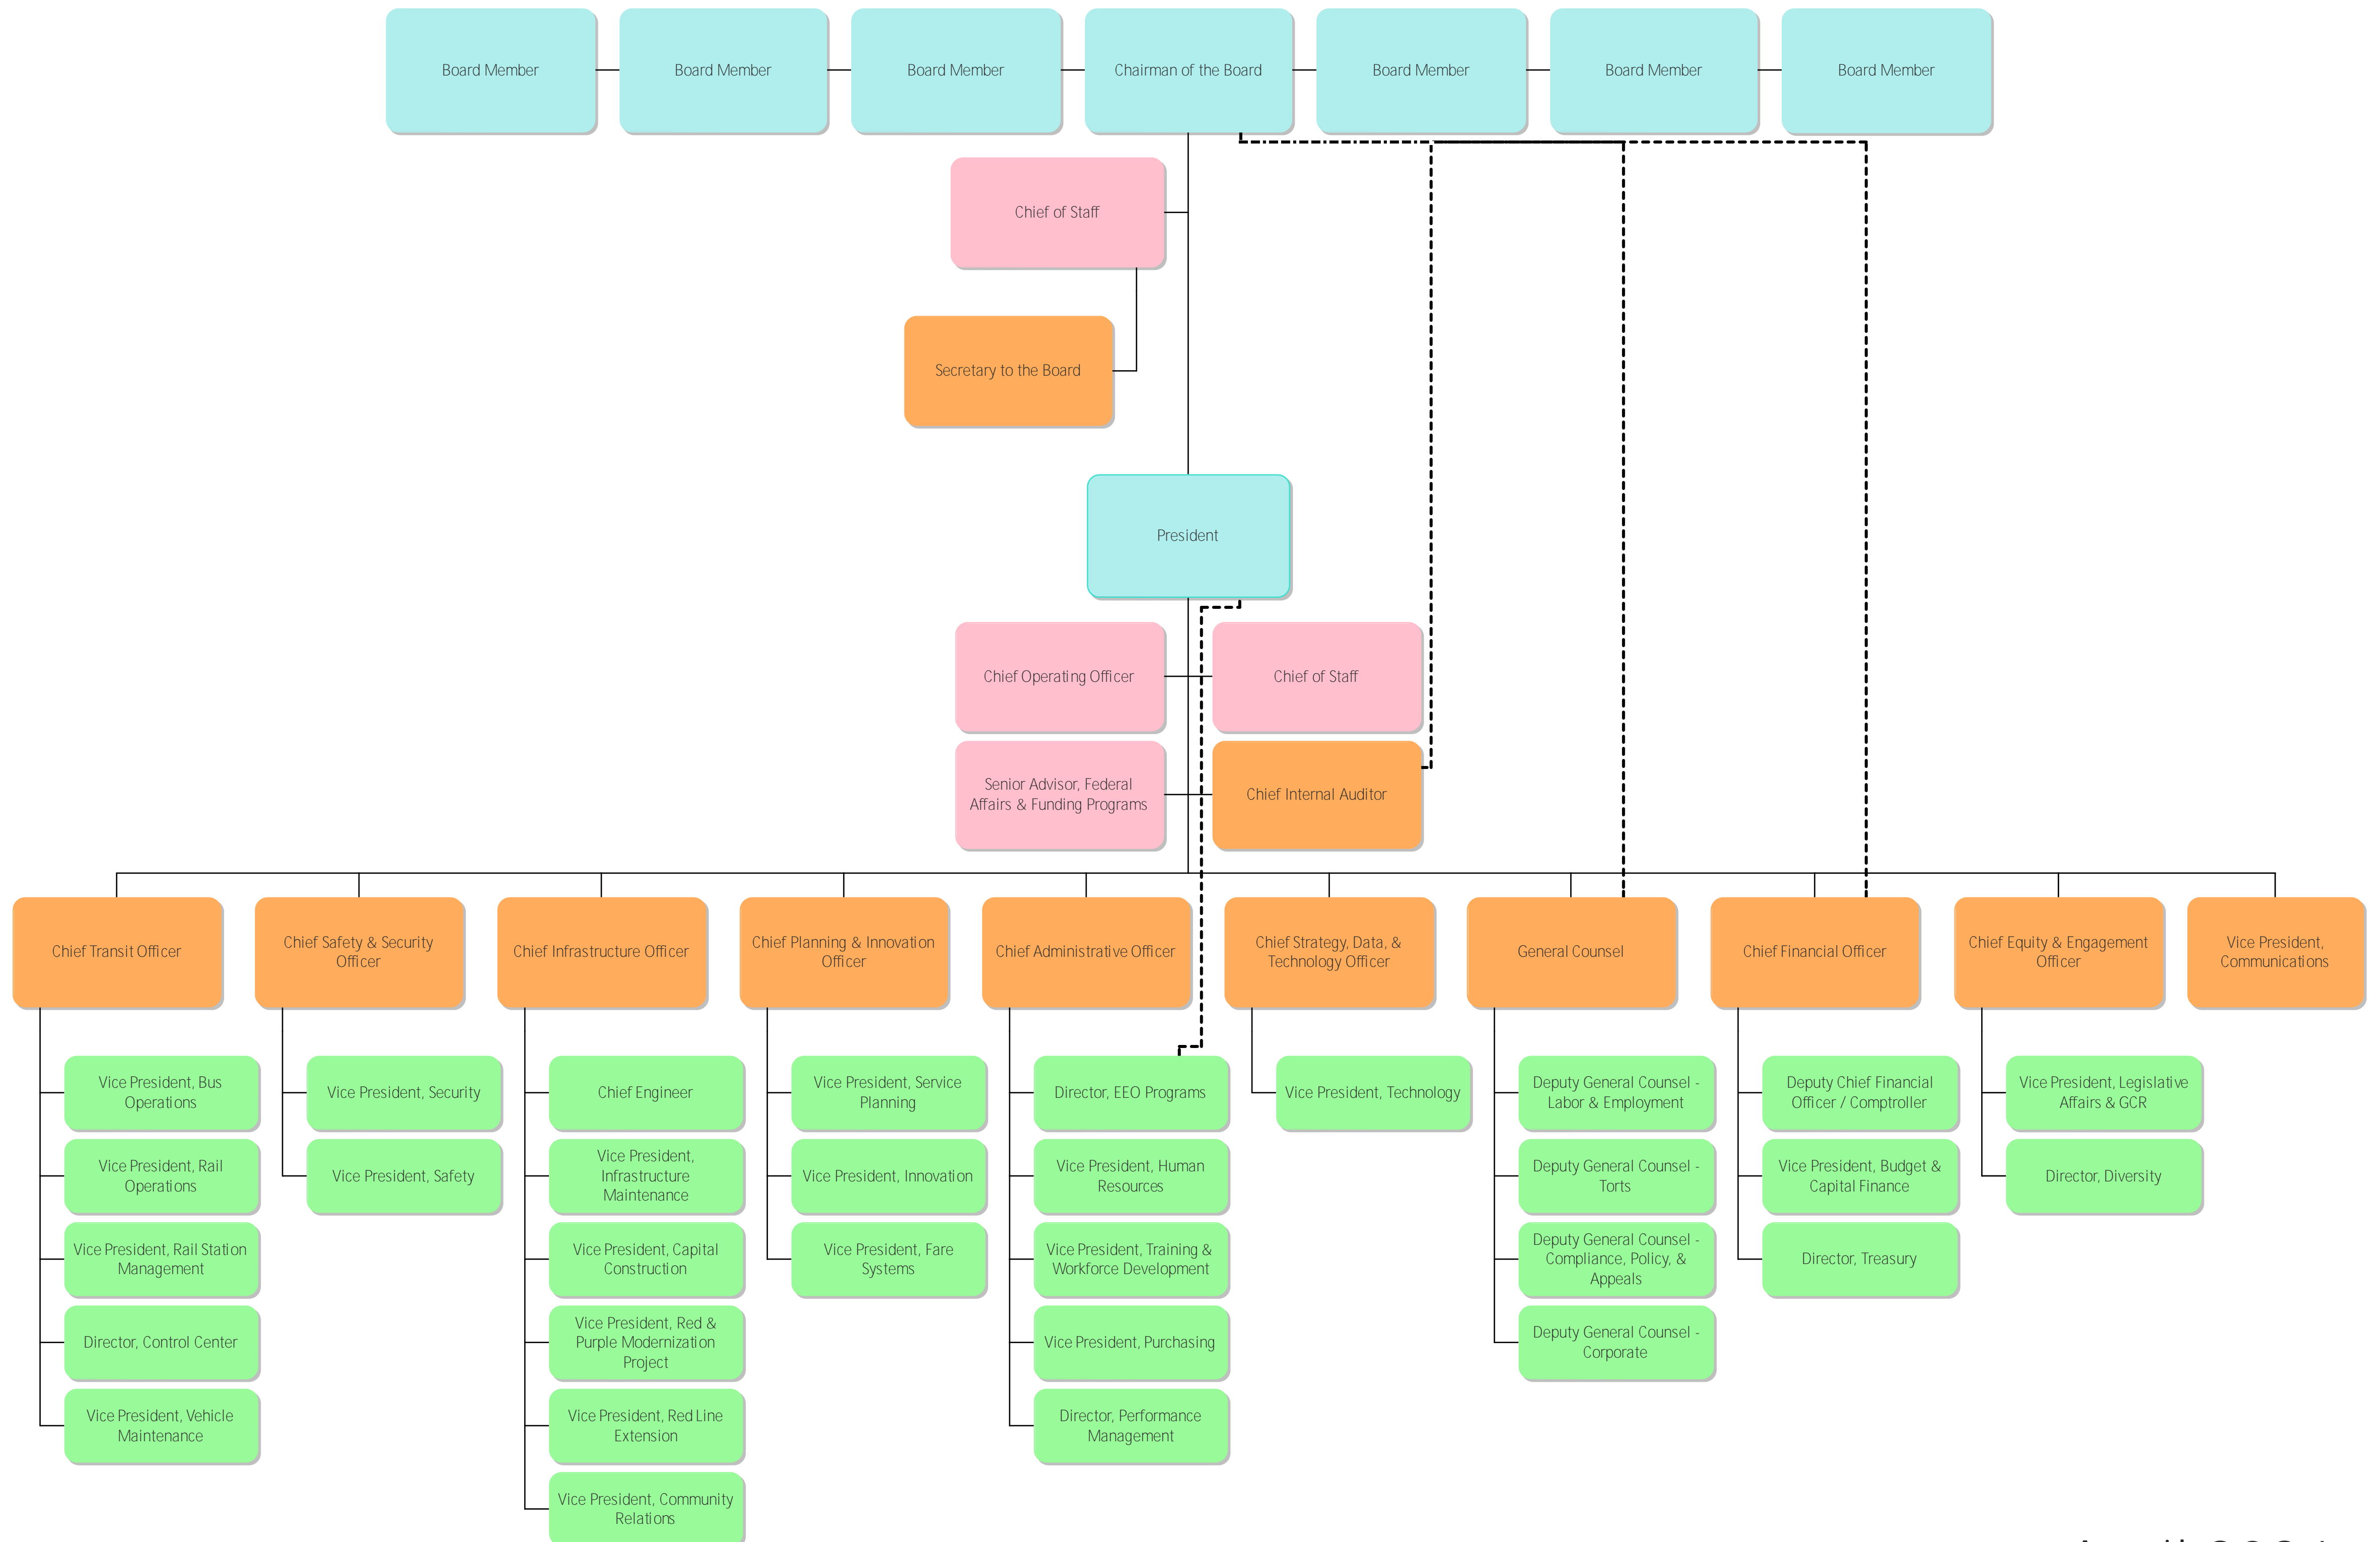 Board Member
Board Member
Board Member
Chairman of the Board
Board Member
Board Member
Board Member
Chief of Staff
Secretary to the Board
President
Chief Operating Officer
Chief of Staff
Senior Advisor, Federal
Affairs & Funding Programs
Chief Internal Auditor
Chief Transit Officer
Chief Safety & Security
Officer
Chief Infrastructure Officer
Chief Planning & Innovation
Officer
Chief Administrative Officer
Chief Strategy, Data, &
Technology Officer
General Counsel
Chief Financial Officer
Chief Equity & Engagement
Officer
Vice President,
Communications
Vice President, Bus
Operations
Vice President, Rail
Operations
Vice President, Rail Station
Management
Director, Control Center
Vice President, Vehicle
Maintenance
Vice President, Security
Vice President, Safety
Chief Engineer
Vice President,
Infrastructure
Maintenance
Vice President, Capital
Construction
Vice President, Red &
Purple Modernization
Project
Vice President, Red Line
Extension
Vice President, Community
Relations
Vice President, Service
Planning
Vice President, Innovation
Vice President, Fare
Systems
Director, EEO Programs
Vice President, Human
Resources
Vice President, Training &
Workforce Development
Vice President, Purchasing
Director, Performance
Management
Vice President, Technology
Deputy General Counsel -
Labor & Employment
Deputy General Counsel -
Torts
Deputy General Counsel -
Compliance, Policy, &
Appeals
Deputy General Counsel -
Corporate
Deputy Chief Financial
Officer / Comptroller
Vice President, Budget &
Capital Finance
Director, Treasury
Vice President, Legislative
Affairs & GCR
Director, Diversity